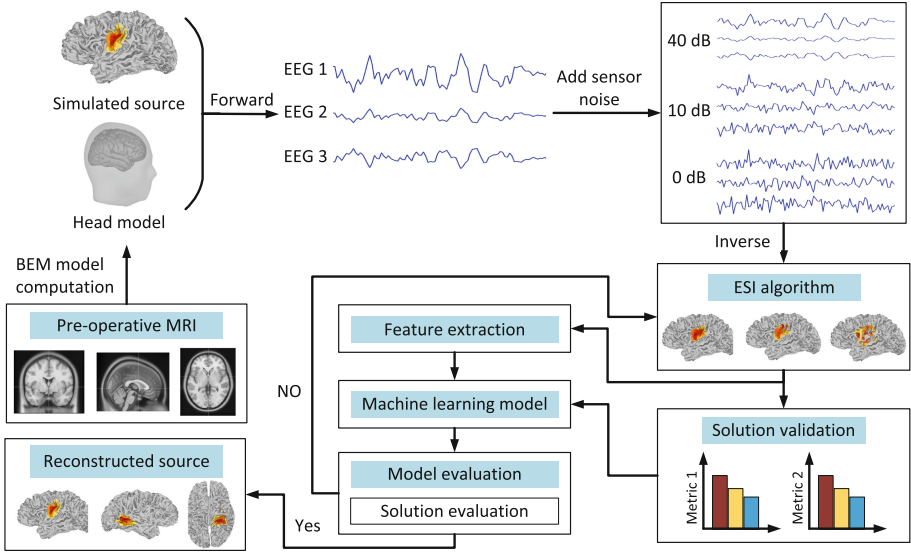 Simulated source
Head model
Forward
EEG 1
EEG 2
EEG 3
Add sensor
noise
40 dB
10 dB
0 dB
Inverse
BEM model
computation
Pre-operative MRI
ESI algorithm
Feature extraction
NO
Machine learning model
Solution validation
Metric 1
Metric 2
Reconstructed source
Model evaluation
Solution evaluation
Yes